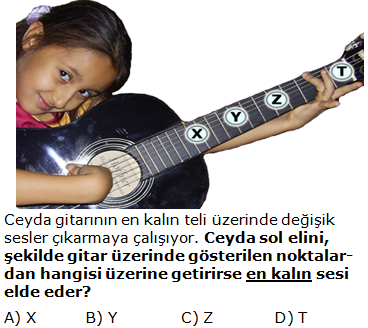 X
Y
Z
T
Ceyda gitarının en kalın teli üzerinde değişik
sesler çıkarmaya çalışıyor. Ceyda sol elini,
şekilde gitar üzerinde gösterilen noktalar-
dan hangisi üzerine getirirse en kalın sesi
elde eder?
A) X B) Y C) Z D) T